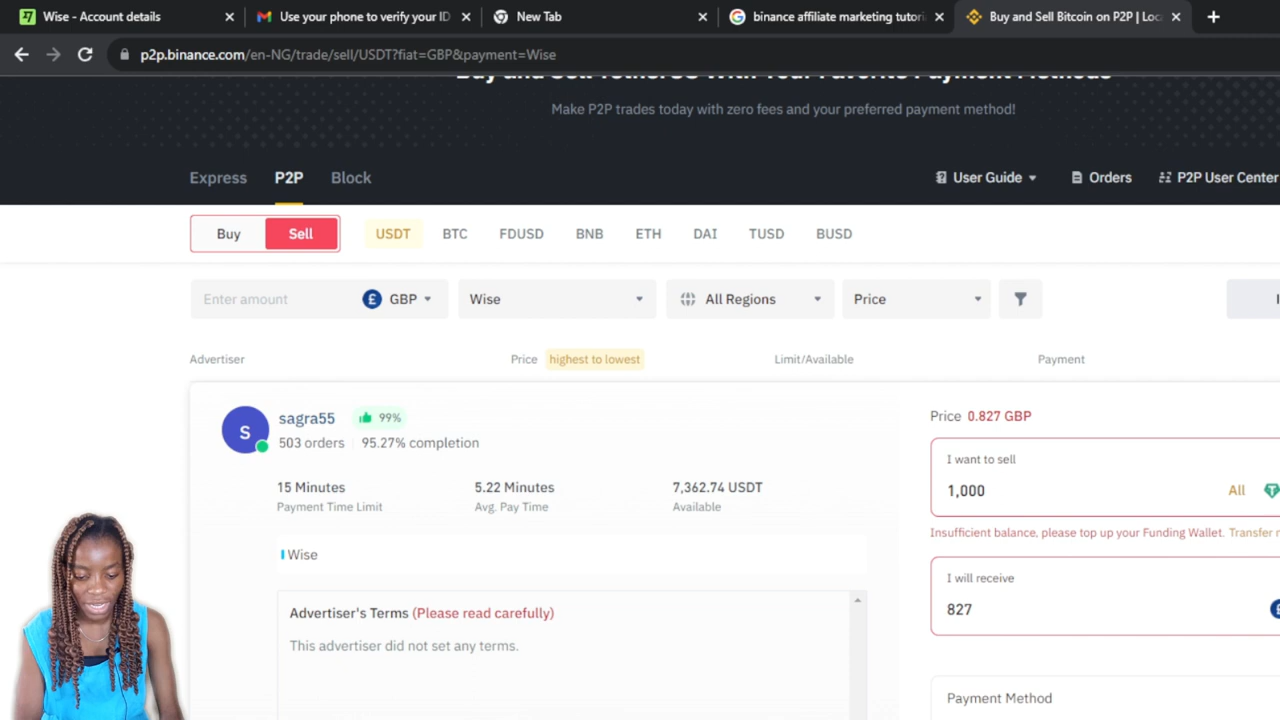 Wise - Account details
Use your phone to verify your ID
New Tab
binance affiliate marketing tutori
Buy and Sell Bitcoin on P2P | Loc
p2p.binance.com/en-NG/trade/sell/USDT?fiat=GBP&payment=Wise
Make P2P trades today with zero fees and your preferred payment method!
Express P2P Block
User Guide Orders P2P User Center
Buy Sell USDT BTC FDUSD BNB ETH DAI TUSD BUSD
Enter amount £ GBP Wise All Regions Price
Advertiser Price highest to lowest Limit/Available Payment
S
sagra55 99%
503 orders 95.27% completion
15 Minutes 5.22 Minutes 7,362.74 USDT
Payment Time Limit Avg. Pay Time Available
Wise
Advertiser's Terms (Please read carefully)
This advertiser did not set any terms.
Price 0.827 GBP
I want to sell
1,000 All
Insufficient balance, please top up your Funding Wallet. Transfer
I will receive
827
Payment Method